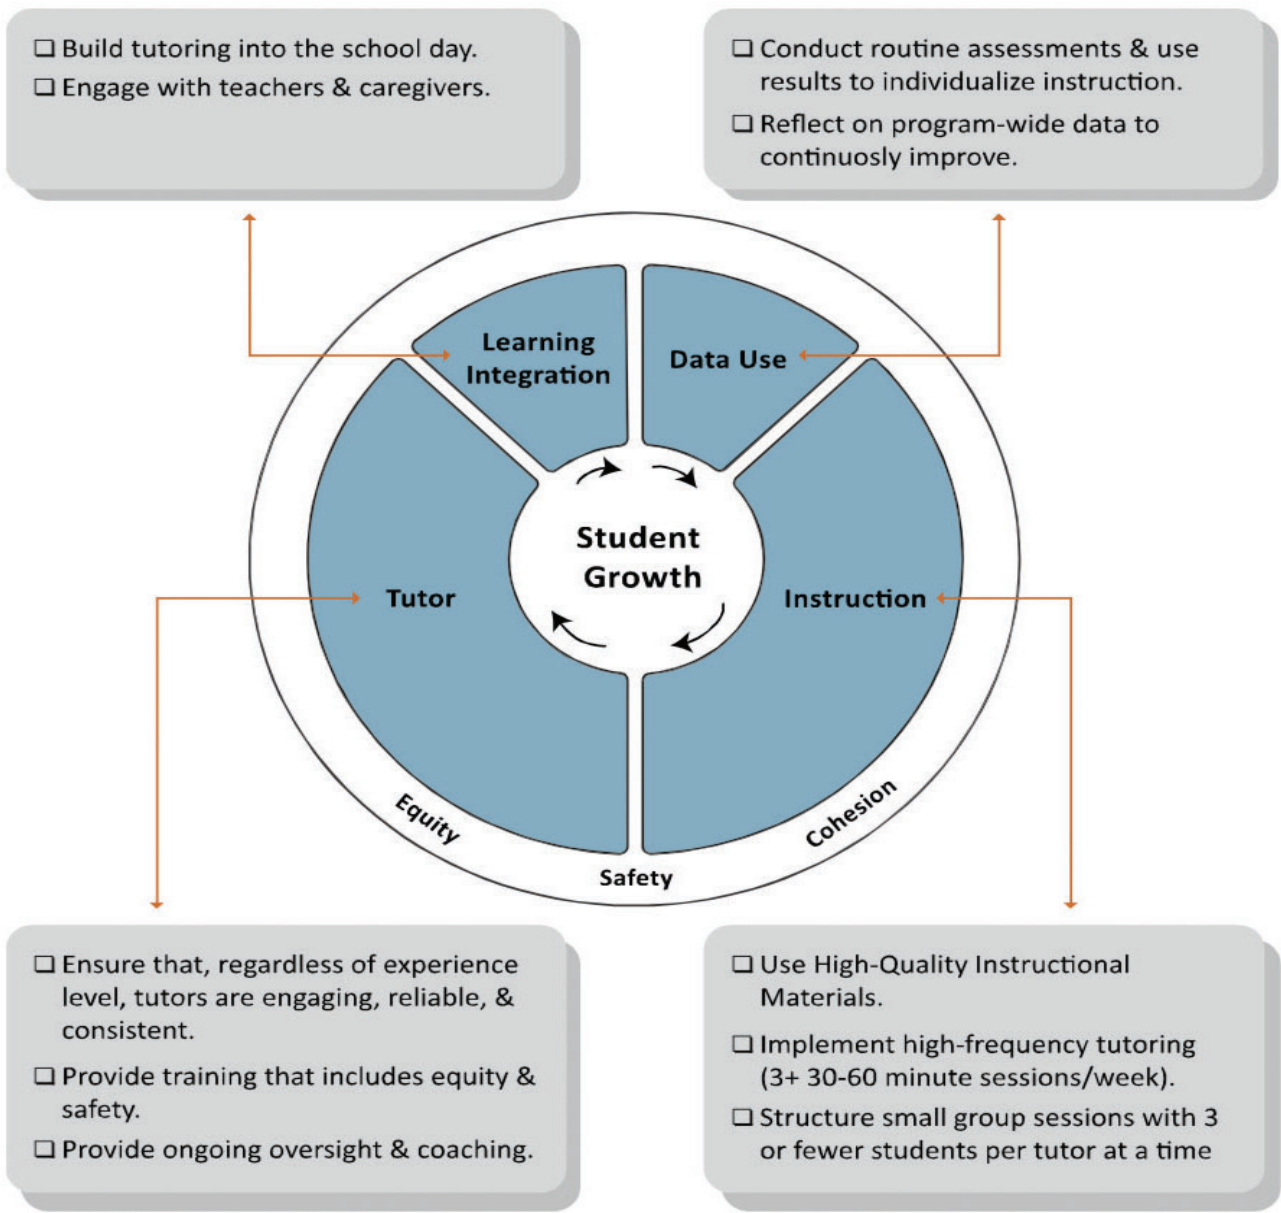 ❑ Build tutoring into the school day.
❑ Engage with teachers & caregivers.
❑ Conduct routine assessments & use
results to individualize instruction.
❑ Reflect on program-wide data to
continuosly improve.
Learning
Integration
Data Use
Student
Growth
Tutor
Instruction
Equity
Safety
Cohesion
❑ Ensure that, regardless of experience
level, tutors are engaging, reliable, &
consistent.
❑ Provide training that includes equity &
safety.
❑ Provide ongoing oversight & coaching.
❑ Use High-Quality Instructional
Materials.
❑ Implement high-frequency tutoring
(3+ 30-60 minute sessions/week).
❑ Structure small group sessions with 3
or fewer students per tutor at a time